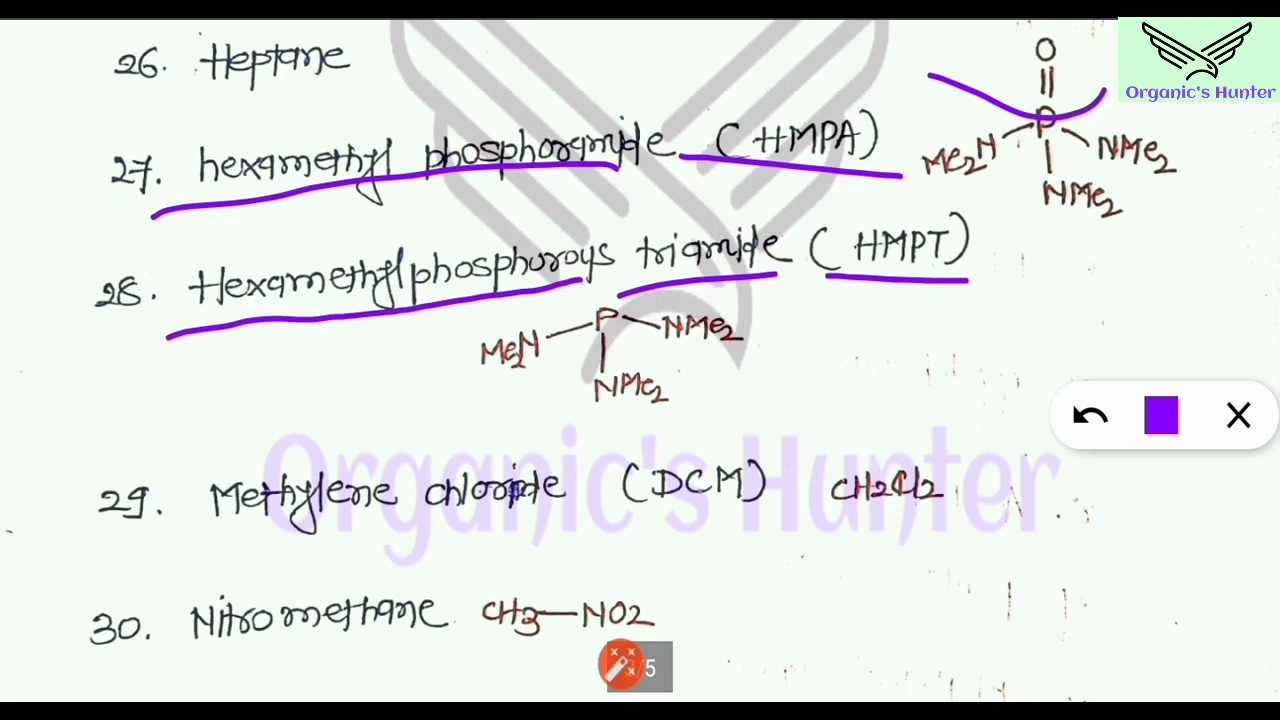 26. Heptane
27. hexamethyl phosphoramide (HMPA)
O
P
Me2N NMe2
NMe2
28. Hexamethylphosphorous triamide (HMPT)
P
Me2N NMe2
NMe2
29. Methylene chloride (DCM) CH2Cl2
30. Nitromethane CH3—NO2
/5
Organic's Hunter
Organic's Hunter